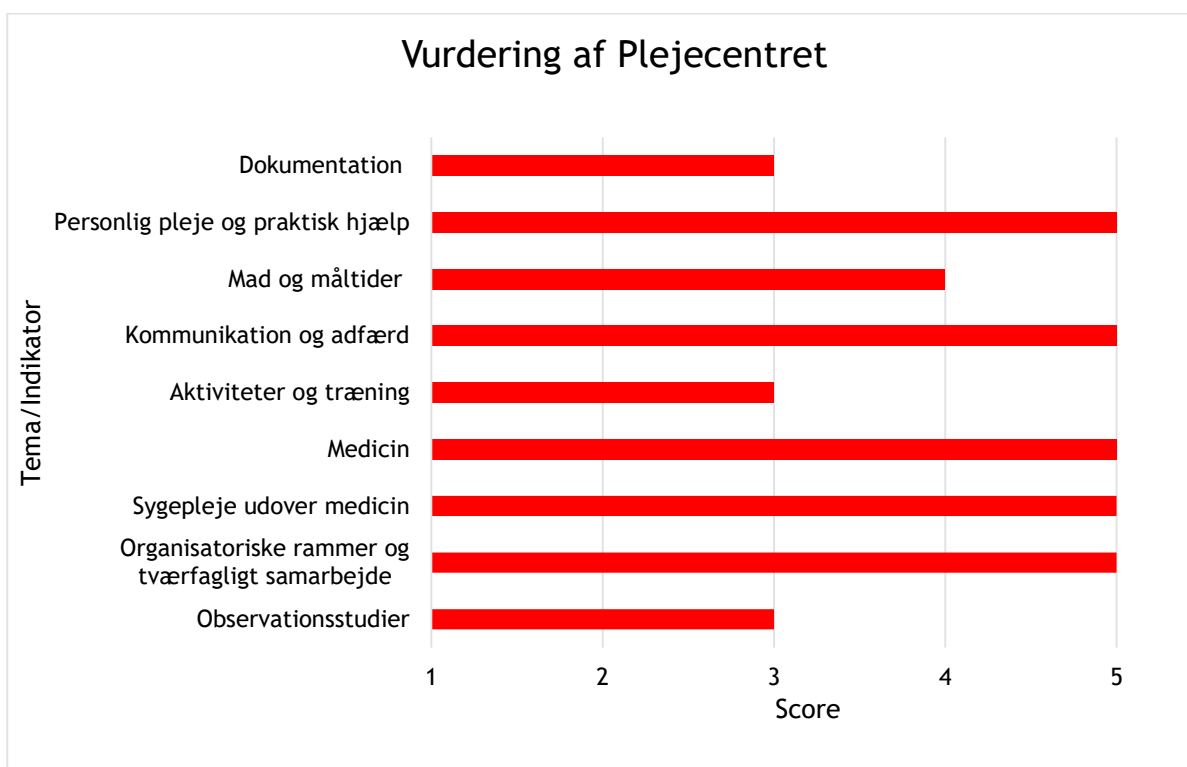 Vurdering af Plejecentret
Tema/Indikator
Dokumentation
Personlig pleje og praktisk hjælp
Mad og måltider
Kommunikation og adfærd
Aktiviteter og træning
Medicin
Sygepleje udover medicin
Organisatoriske rammer og
tværfagligt samarbejde
Observationsstudier
1 2 3 4 5
Score